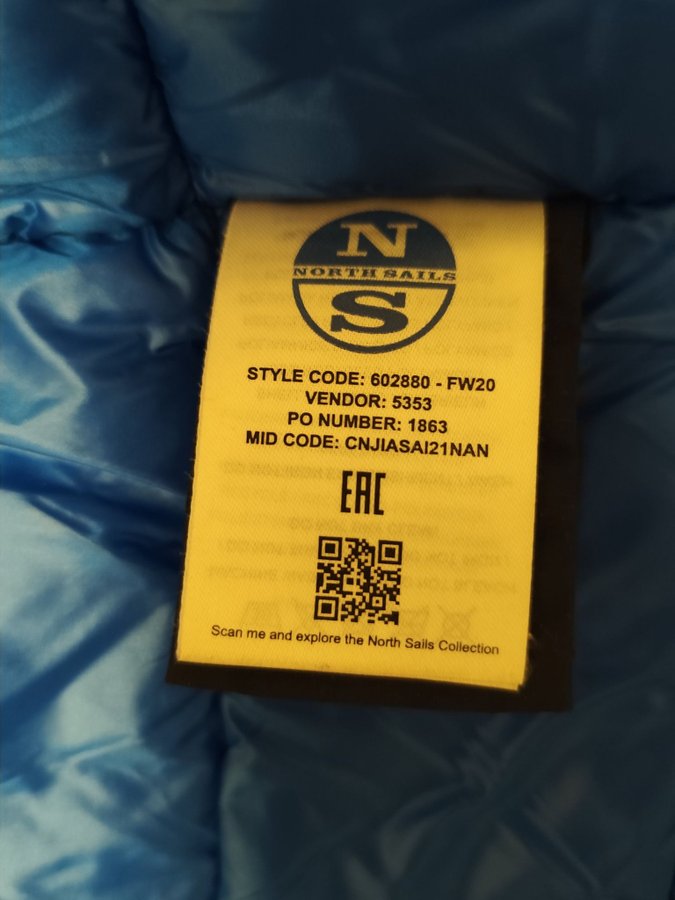 N
NORTH SAILS
S
STYLE CODE: 602880 - FW20
VENDOR: 5353
PO NUMBER: 1863
MID CODE: CNJIASAI21NAN
EAC
Scan me and explore the North Sails Collection